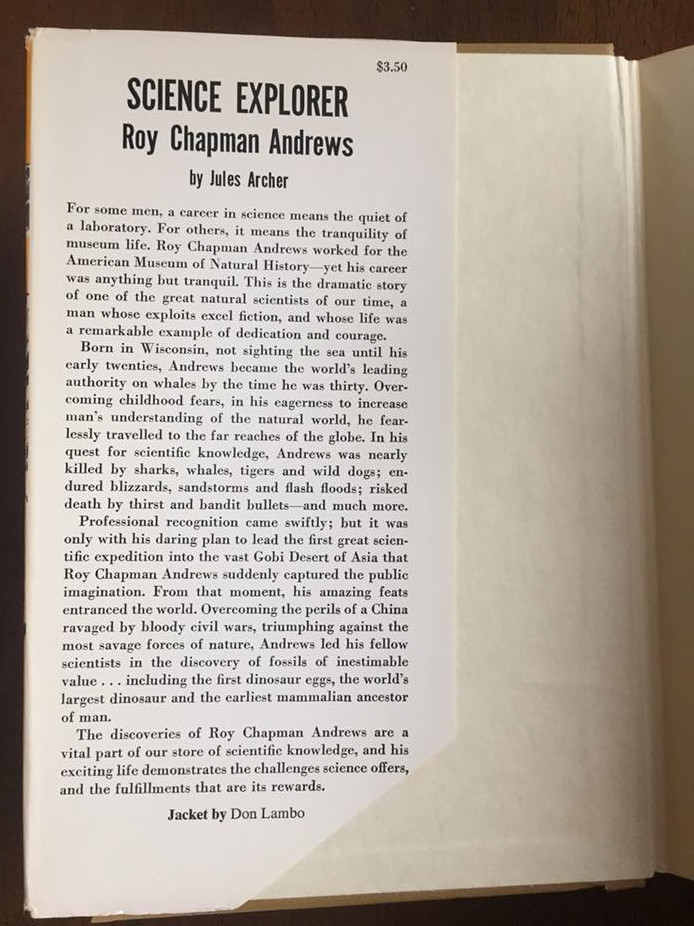 $3.50
SCIENCE EXPLORER
Roy Chapman Andrews
by Jules Archer
For some men, a career in science means the quiet of
a laboratory. For others, it means the tranquility of
museum life. Roy Chapman Andrews worked for the
American Museum of Natural History—yet his career
was anything but tranquil. This is the dramatic story
of one of the great natural scientists of our time, a
man whose exploits excel fiction, and whose life was
a remarkable example of dedication and courage.
Born in Wisconsin, not sighting the sea until his
early twenties, Andrews became the world's leading
authority on whales by the time he was thirty. Over-
coming childhood fears, in his eagerness to increase
man's understanding of the natural world, he fear-
lessly travelled to the far reaches of the globe. In his
quest for scientific knowledge, Andrews was nearly
killed by sharks, whales, tigers and wild dogs; en-
dured blizzards, sandstorms and flash floods; risked
death by thirst and bandit bullets—and much more.
Professional recognition came swiftly; but it was
only with his daring plan to lead the first great scien-
tific expedition into the vast Gobi Desert of Asia that
Roy Chapman Andrews suddenly captured the public
imagination. From that moment, his amazing feats
entranced the world. Overcoming the perils of a China
ravaged by bloody civil wars, triumphing against the
most savage forces of nature, Andrews led his fellow
scientists in the discovery of fossils of inestimable
value . . . including the first dinosaur eggs, the world's
largest dinosaur and the earliest mammalian ancestor
of man.
The discoveries of Roy Chapman Andrews are a
vital part of our store of scientific knowledge, and his
exciting life demonstrates the challenges science offers,
and the fulfillments that are its rewards.
Jacket by Don Lambo